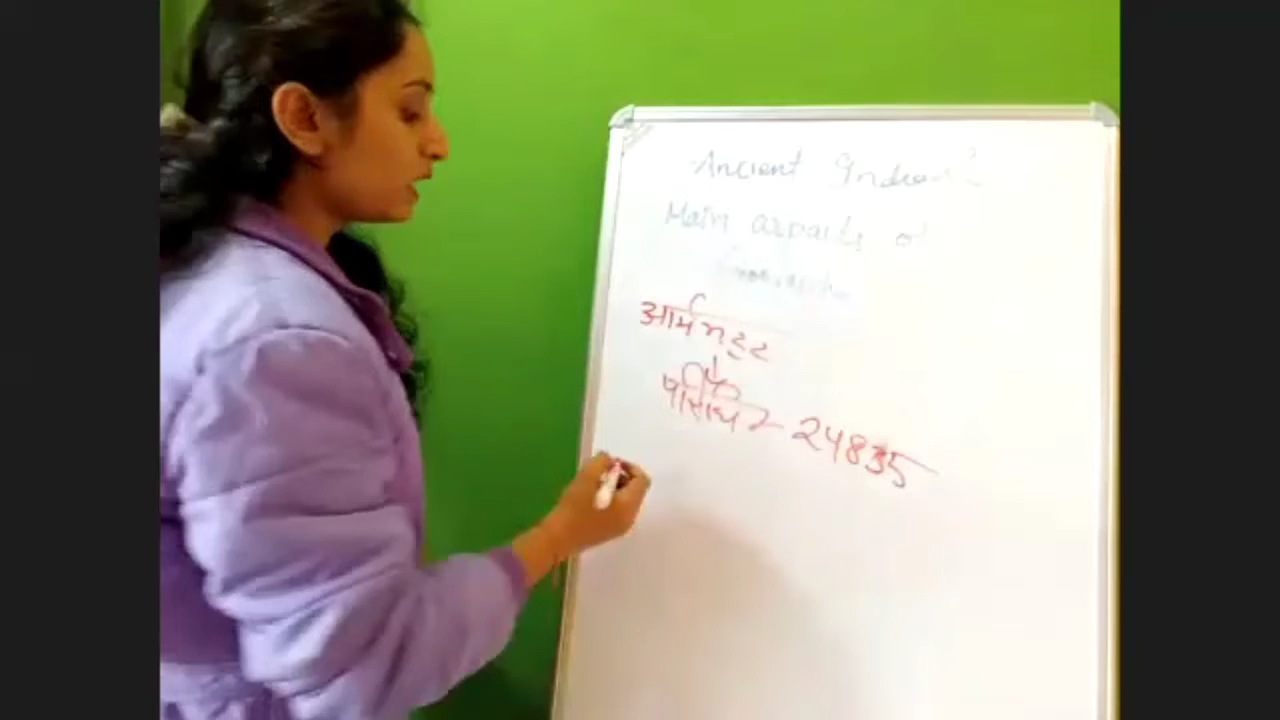 Ancient Indian
Main aspects of
आर्यभट्ट
परिधि - 24835